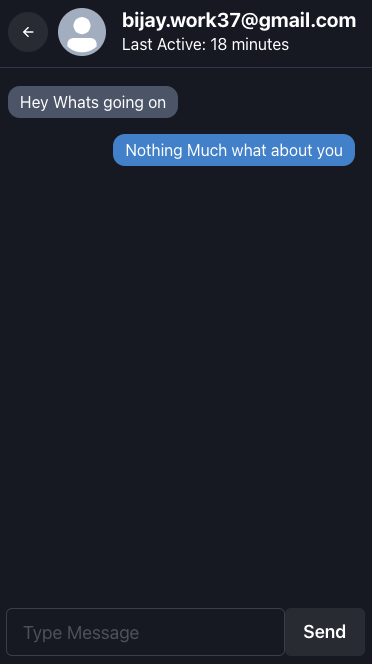 bijay.work37@gmail.com
Last Active: 18 minutes
Hey Whats going on
Nothing Much what about you
Type Message
Send